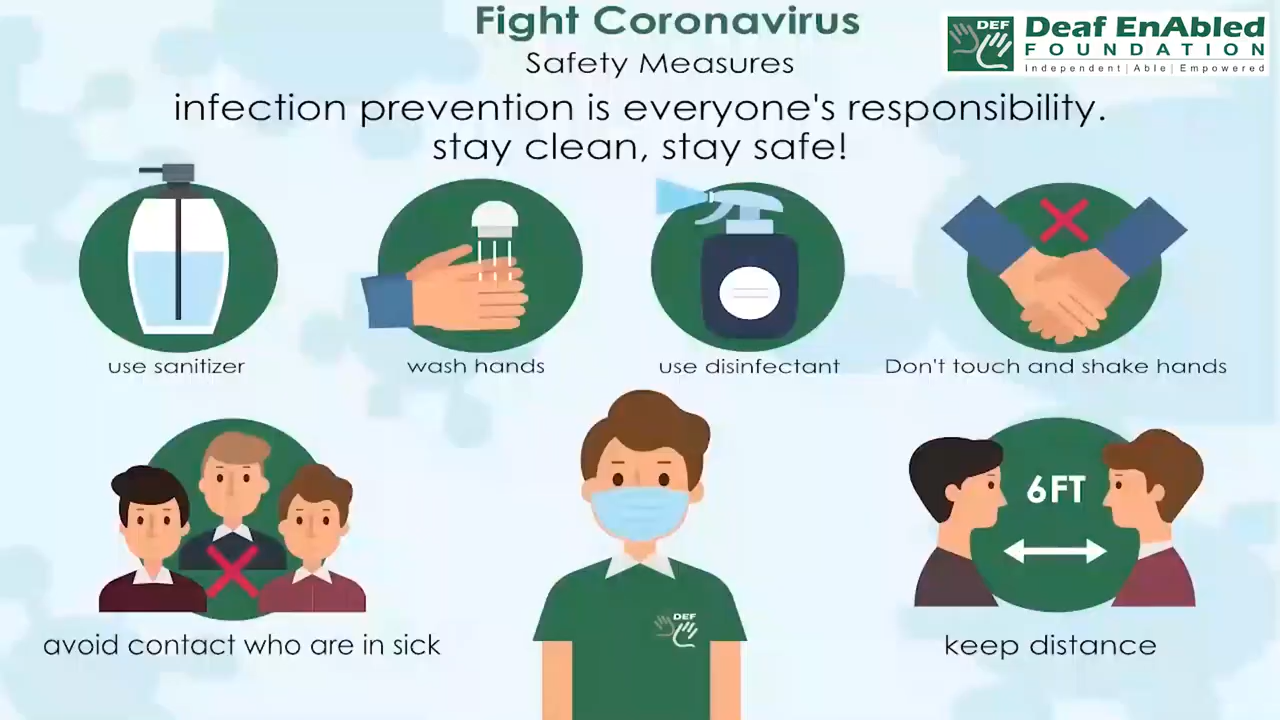 Fight Coronavirus
Safety Measures
DEF
Deaf EnAbled
FOUNDATION
Independent | Able | Empowered
infection prevention is everyone's responsibility.
stay clean, stay safe!
use sanitizer
wash hands
use disinfectant
Don't touch and shake hands
6FT
DEF
avoid contact who are in sick
keep distance